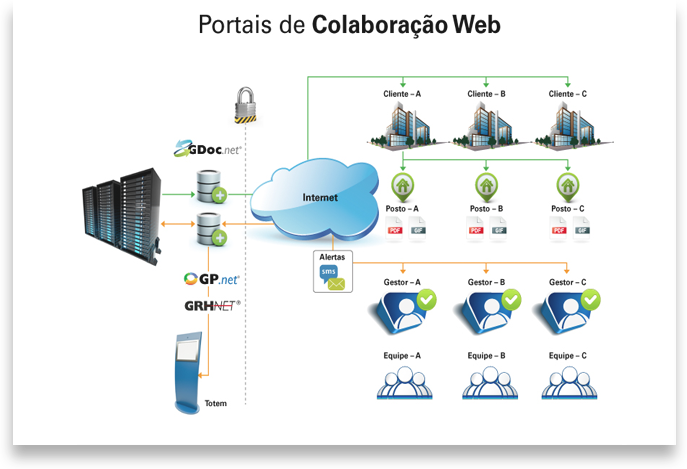 Portais de Colaboração Web
Cliente – A
Cliente – B
Cliente – C
GDoc.net®
Internet
Posto – A
Posto – B
Posto – C
PDF
GIF
PDF
GIF
PDF
GIF
Alertas
sms
GP.net®
Gestor – A
Gestor – B
Gestor – C
GRHNET®
Equipe – A
Equipe – B
Equipe – C
Totem